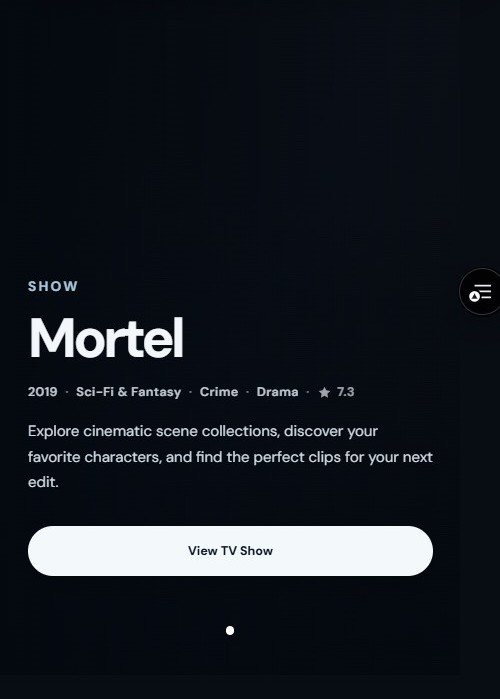 SHOW
Mortel
2019 · Sci-Fi & Fantasy · Crime · Drama · ★ 7.3
Explore cinematic scene collections, discover your
favorite characters, and find the perfect clips for your next
edit.
View TV Show